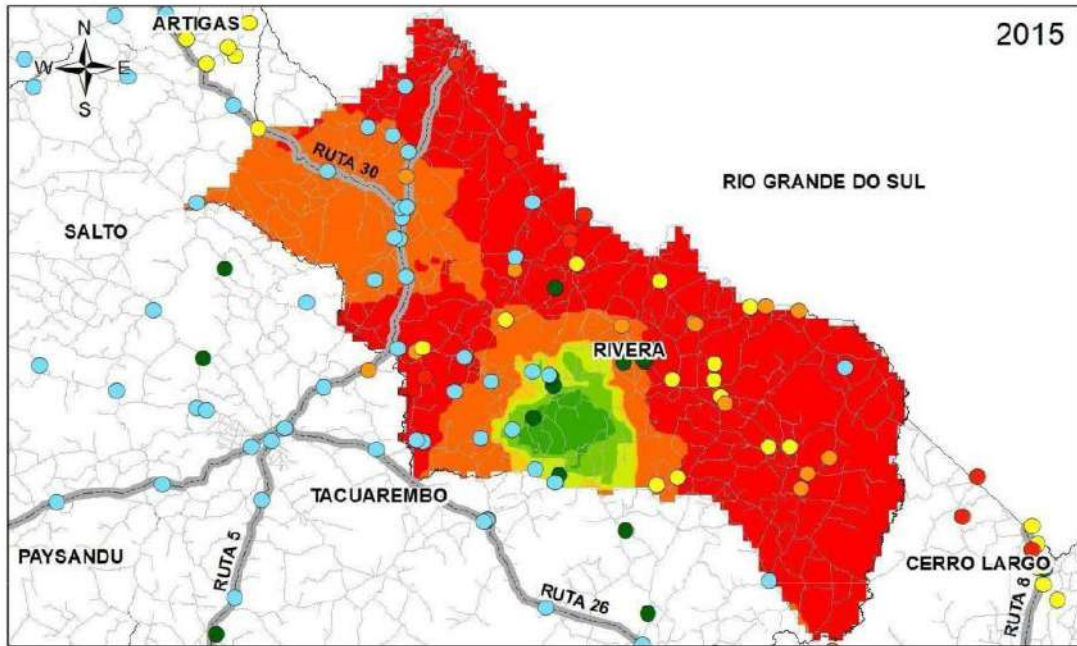 ARTIGAS
2015
N
W E
S
RUTA 30
RIO GRANDE DO SUL
SALTO
RIVERA
TACUAREMBO
PAYSANDU
RUTA 5
RUTA 26
CERRO LARGO
RUTA 8